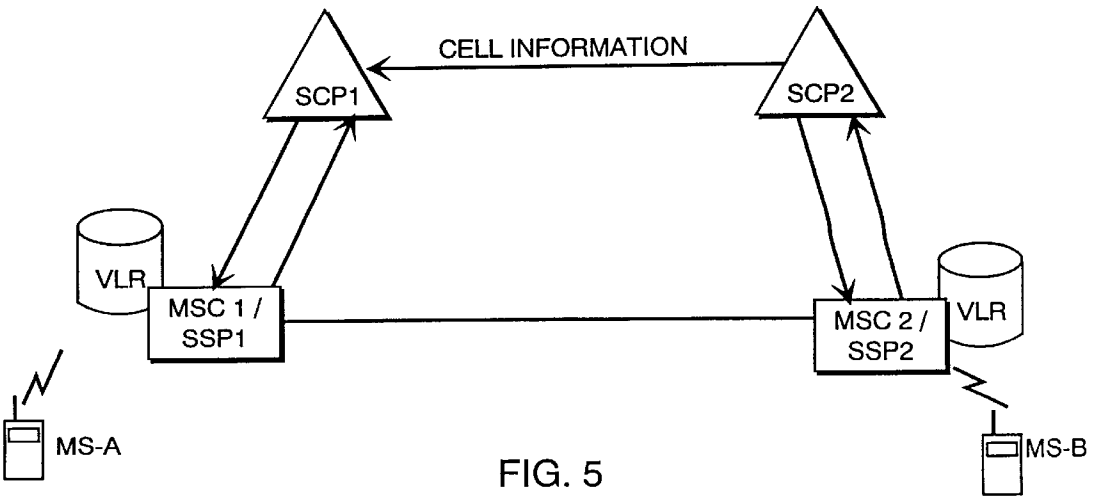 CELL INFORMATION
SCP1
SCP2
VLR
MSC 1 /
SSP1
MSC 2 /
SSP2
VLR
MS-A
MS-B
FIG. 5